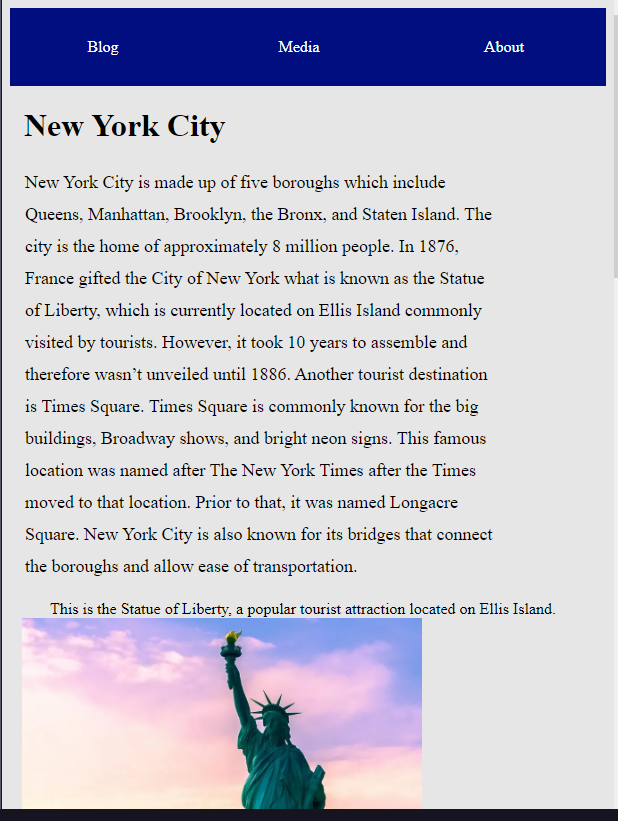 Blog Media About
New York City
New York City is made up of five boroughs which include
Queens, Manhattan, Brooklyn, the Bronx, and Staten Island. The
city is the home of approximately 8 million people. In 1876,
France gifted the City of New York what is known as the Statue
of Liberty, which is currently located on Ellis Island commonly
visited by tourists. However, it took 10 years to assemble and
therefore wasn’t unveiled until 1886. Another tourist destination
is Times Square. Times Square is commonly known for the big
buildings, Broadway shows, and bright neon signs. This famous
location was named after The New York Times after the Times
moved to that location. Prior to that, it was named Longacre
Square. New York City is also known for its bridges that connect
the boroughs and allow ease of transportation.
This is the Statue of Liberty, a popular tourist attraction located on Ellis Island.